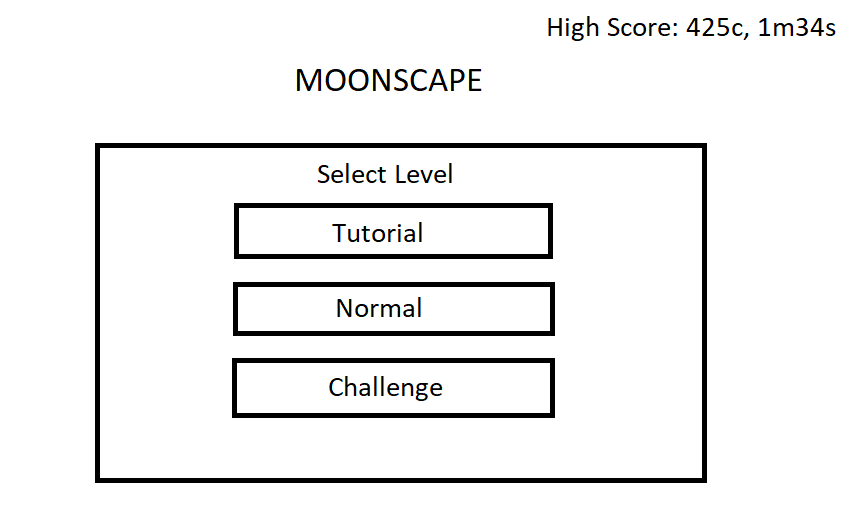 High Score: 425c, 1m34s
MOONSCAPE
Select Level
Tutorial
Normal
Challenge